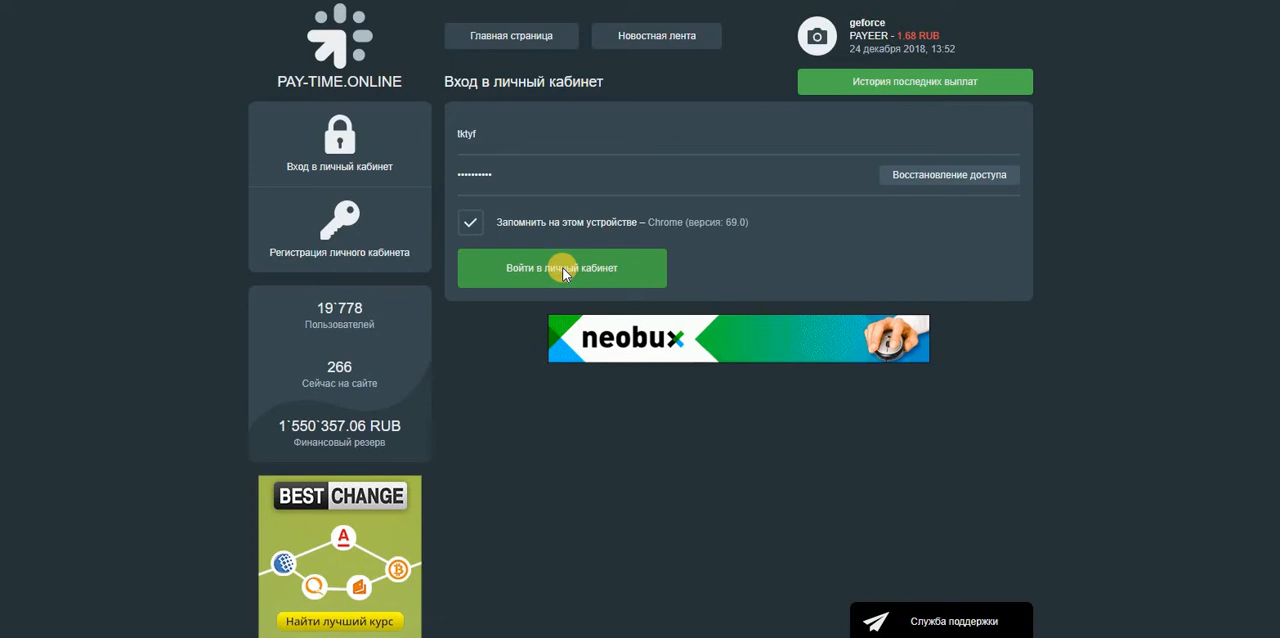 PAY-TIME.ONLINE
Главная страница
Новостная лента
geforce
PAYEER - 1.68 RUB
24 декабря 2018, 13:52
История последних выплат
Вход в личный кабинет
Вход в личный кабинет
Регистрация личного кабинета
tktyf
••••••••••
Восстановление доступа
Запомнить на этом устройстве – Chrome (версия: 69.0)
Войти в личный кабинет
neobux
19`778
Пользователей
266
Сейчас на сайте
1`550`357.06 RUB
Финансовый резерв
BEST CHANGE
A
Найти лучший курс
Служба поддержки